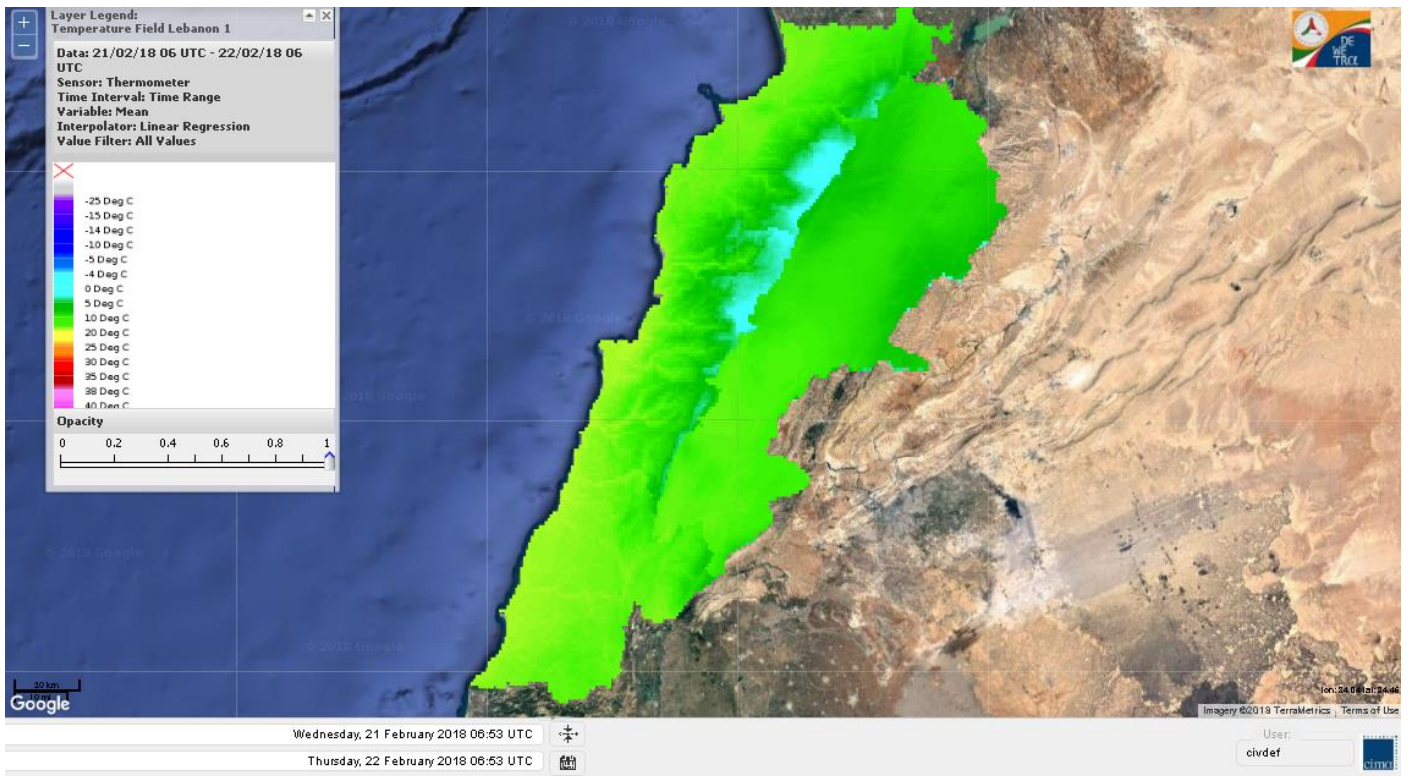 Layer Legend:
Temperature Field Lebanon 1
Data: 21/02/18 06 UTC - 22/02/18 06
UTC
Sensor: Thermometer
Time Interval: Time Range
Variable: Mean
Interpolator: Linear Regression
Value Filter: All Values
-25 Deg C
-15 Deg C
-14 Deg C
-10 Deg C
-5 Deg C
-4 Deg C
0 Deg C
5 Deg C
10 Deg C
20 Deg C
25 Deg C
30 Deg C
35 Deg C
38 Deg C
40 Deg C
Opacity
0 0.2 0.4 0.6 0.8 1
DE
WE
TRα
© 2018 Google
© 2018 Google
2018 Google
© 2018 Google
© 2018 Google
20 km
10 mi
Google
Imagery ©2018 TerraMetrics Terms of Use
Wednesday, 21 February 2018 06:53 UTC
Thursday, 22 February 2018 06:53 UTC
User:
civdef
cima